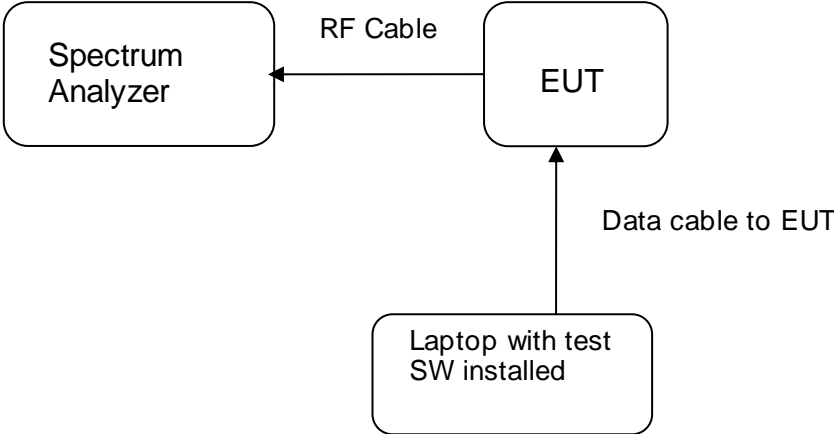 RF Cable
Spectrum
Analyzer
EUT
Data cable to EUT
Laptop with test
SW installed